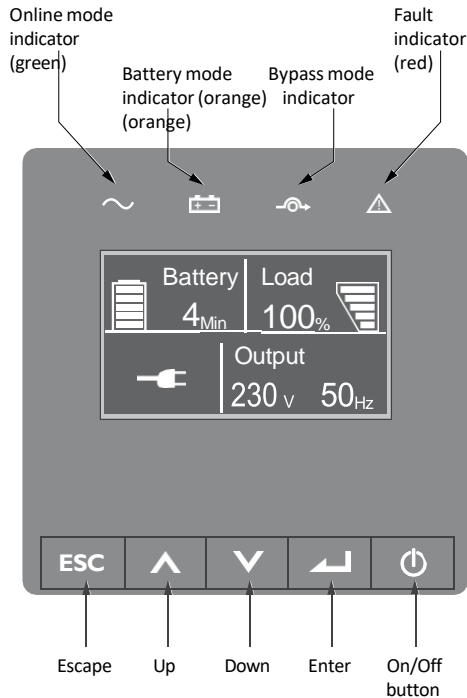 Online mode
indicator
(green)
Fault
indicator
(red)
Battery mode
indicator (orange)
(orange)
Bypass mode
indicator
Battery
4Min
Load
100%
Output
230 V 50Hz
ESC
Escape
Up
Down
Enter
On/Off
button